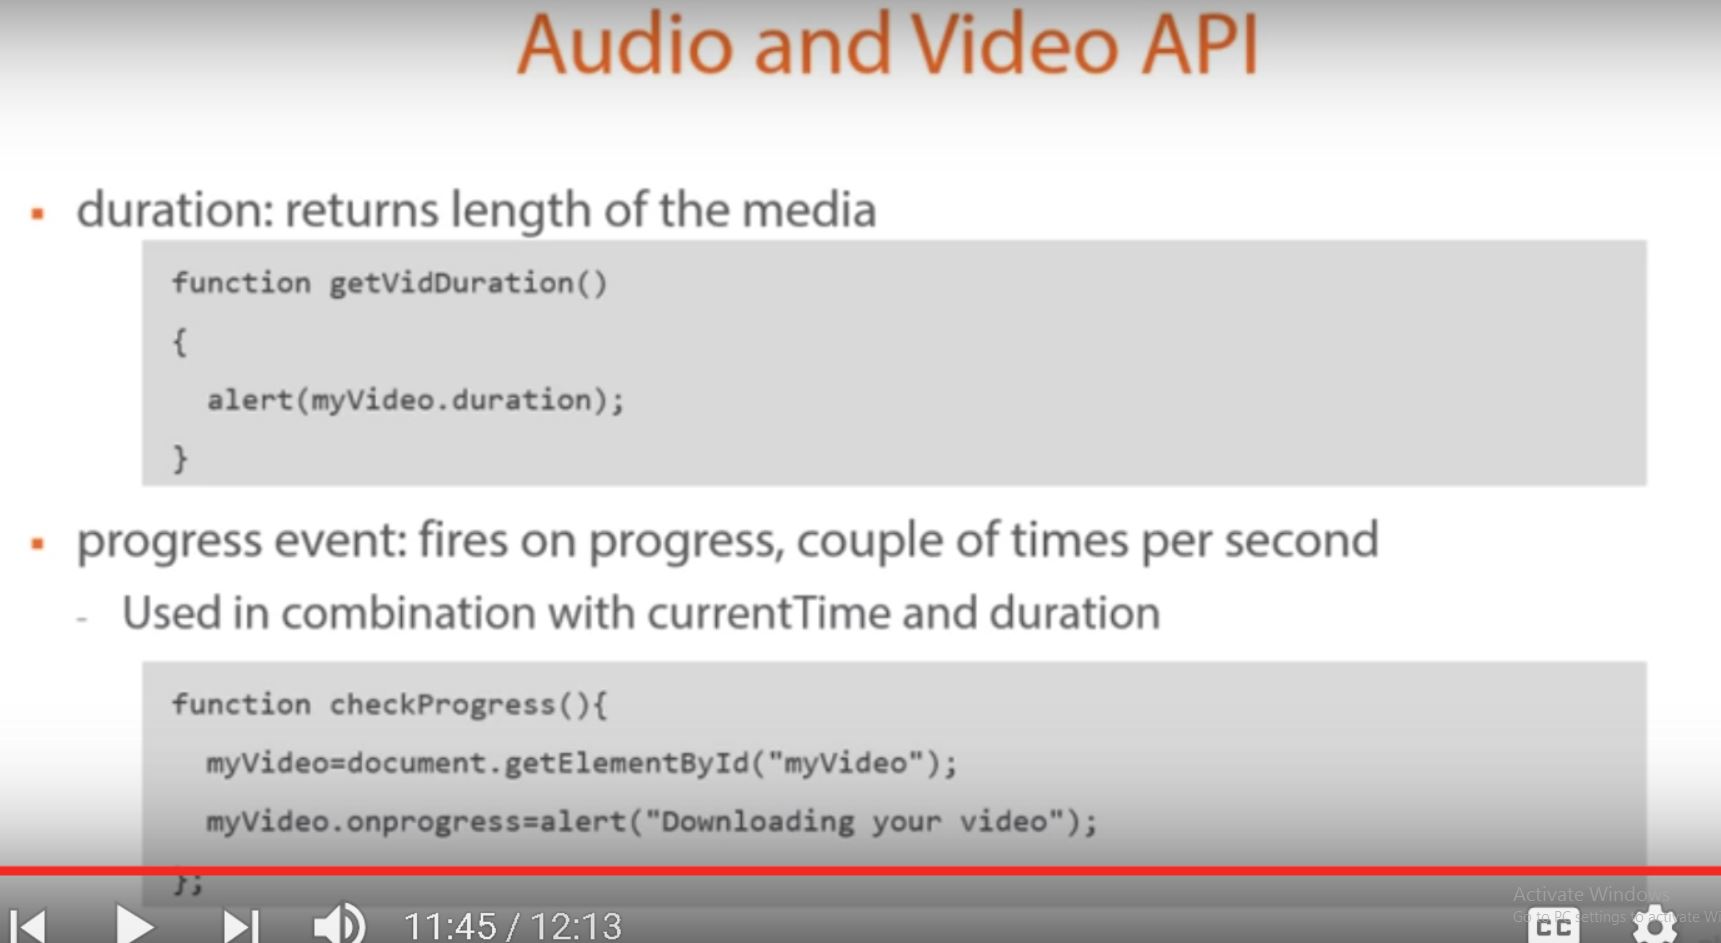 Audio and Video API
▪ duration: returns length of the media
function getVidDuration()
{
alert(myVideo.duration);
}
▪ progress event: fires on progress, couple of times per second
- Used in combination with currentTime and duration
function checkProgress(){
myVideo=document.getElementById("myVideo");
myVideo.onprogress=alert("Downloading your video");
};
Activate Windows
Go to PC settings to activate Wi
11:45 / 12:13
CC